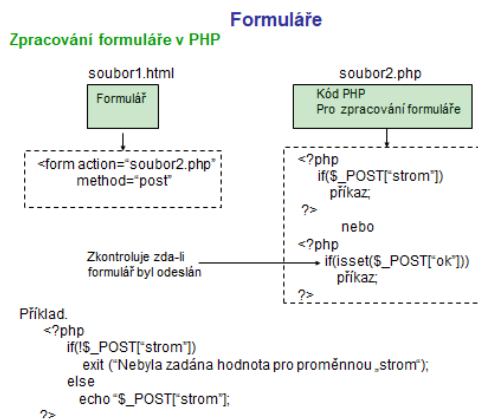 Formuláře
Zpracování formuláře v PHP
soubor1.html
Formulář
<form action=“soubor2.php”
method=“post”
soubor2.php
Kód PHP
Pro zpracování formuláře
<?php
if($_POST[“strom”])
příkaz;
?>
nebo
<?php
if(isset($_POST[“ok”]))
příkaz;
?>
Zkontroluje zda-li
formulář byl odeslán
Příklad.
<?php
if(!$_POST[“strom”])
exit (“Nebyla zadána hodnota pro proměnnou „strom“);
else
echo “$_POST[“strom”];
?>